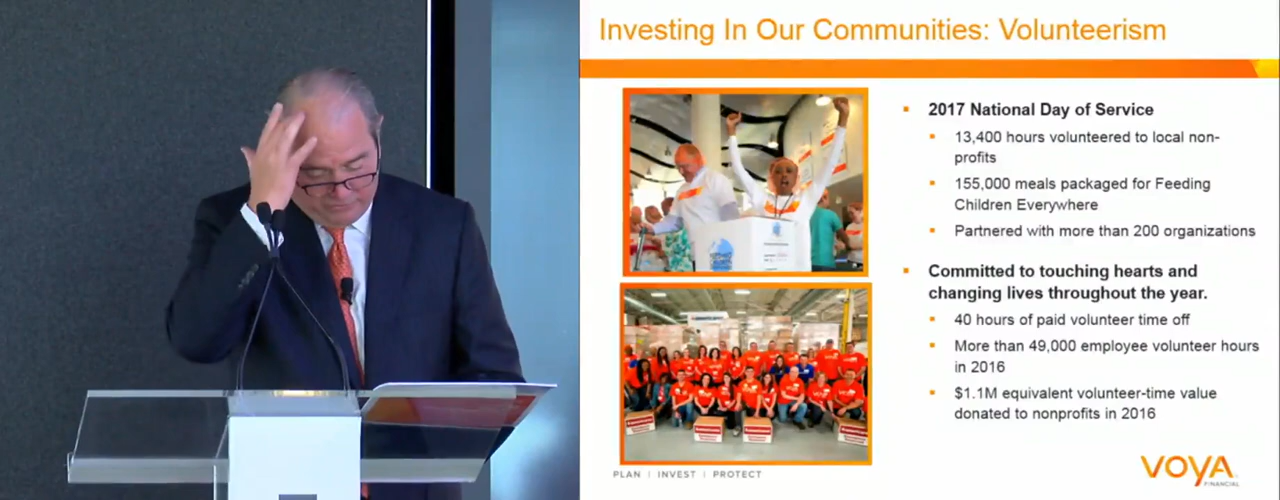 Investing In Our Communities: Volunteerism
2017 National Day of Service
13,400 hours volunteered to local non-
profits
155,000 meals packaged for Feeding
Children Everywhere
Partnered with more than 200 organizations
Committed to touching hearts and
changing lives throughout the year.
40 hours of paid volunteer time off
More than 49,000 employee volunteer hours
in 2016
$1.1M equivalent volunteer-time value
donated to nonprofits in 2016
PLAN | INVEST | PROTECT
VOYA
FINANCIAL